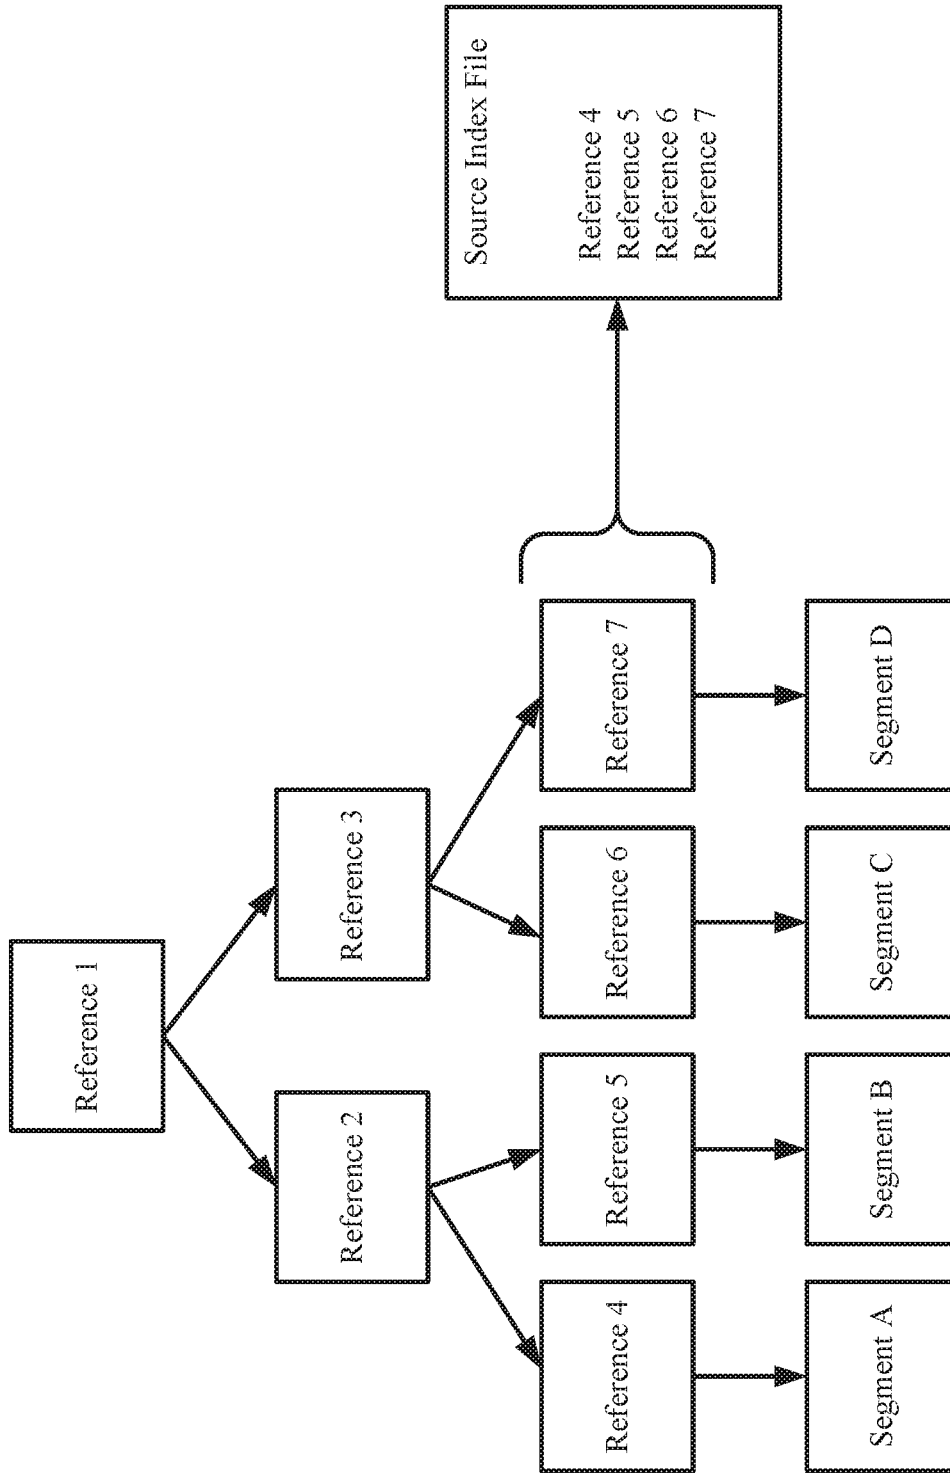 Reference 1
Reference 2
Reference 3
Reference 4
Reference 5
Reference 6
Reference 7
Segment A
Segment B
Segment C
Segment D
Source Index File
Reference 4
Reference 5
Reference 6
Reference 7